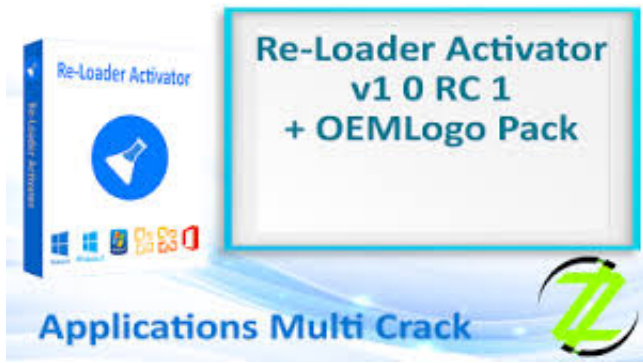 Re-Loader Activator
v1 0 RC 1
+ OEMLogo Pack
Re-Loader Activator
Re-Loader Activator
Applications Multi Crack